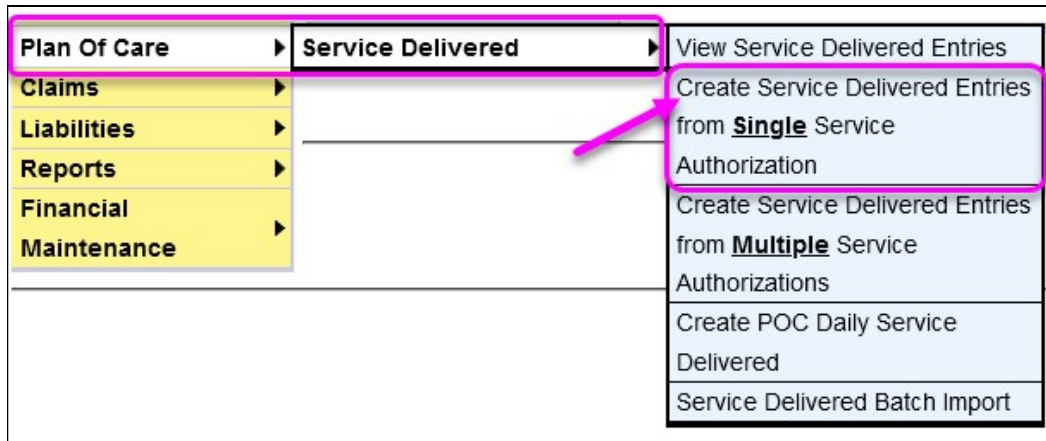 Plan Of Care
Claims
Liabilities
Reports
Financial
Maintenance
Service Delivered
View Service Delivered Entries
Create Service Delivered Entries
from Single Service
Authorization
Create Service Delivered Entries
from Multiple Service
Authorizations
Create POC Daily Service
Delivered
Service Delivered Batch Import